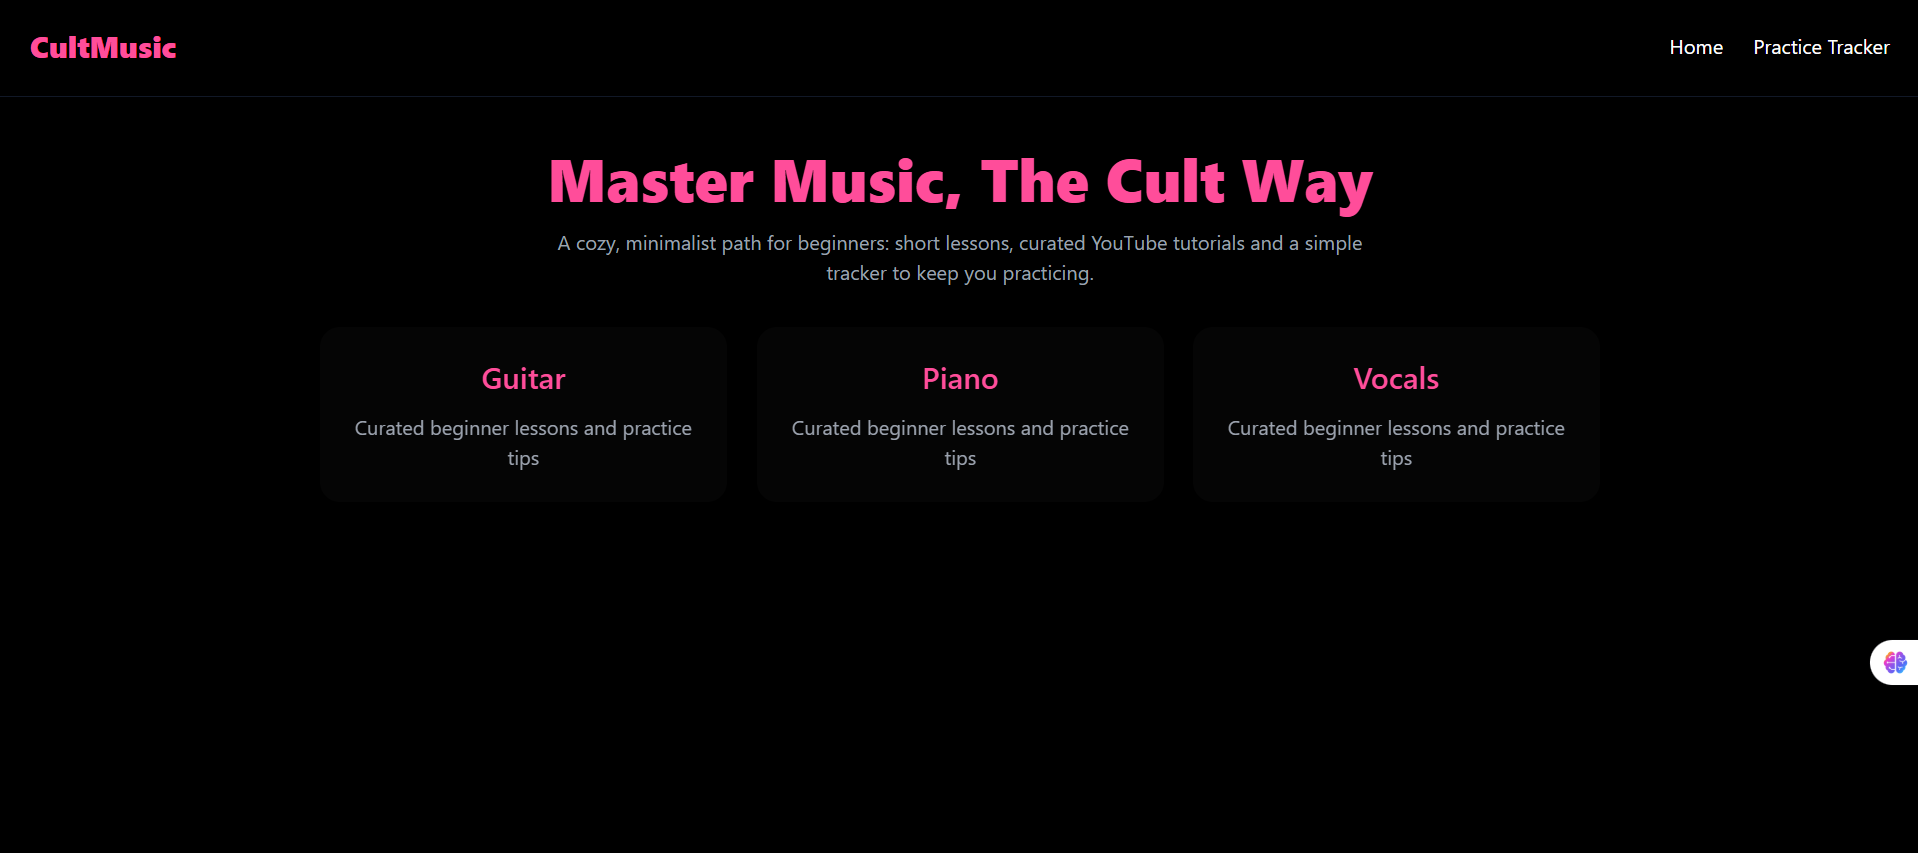 CultMusic
Home
Practice Tracker
Master Music, The Cult Way
A cozy, minimalist path for beginners: short lessons, curated YouTube tutorials and a simple
tracker to keep you practicing.
Guitar
Curated beginner lessons and practice
tips
Piano
Curated beginner lessons and practice
tips
Vocals
Curated beginner lessons and practice
tips